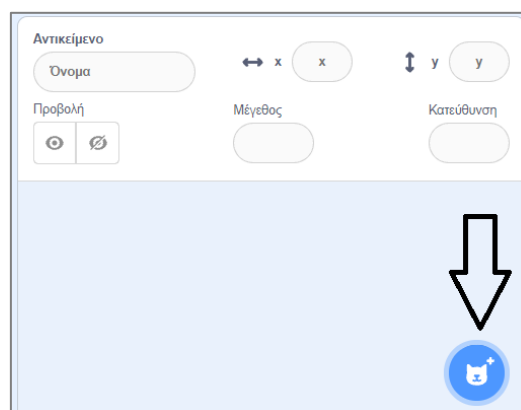 Αντικείμενο
Όνομα
x x
y y
Προβολή
Μέγεθος
Κατεύθυνση